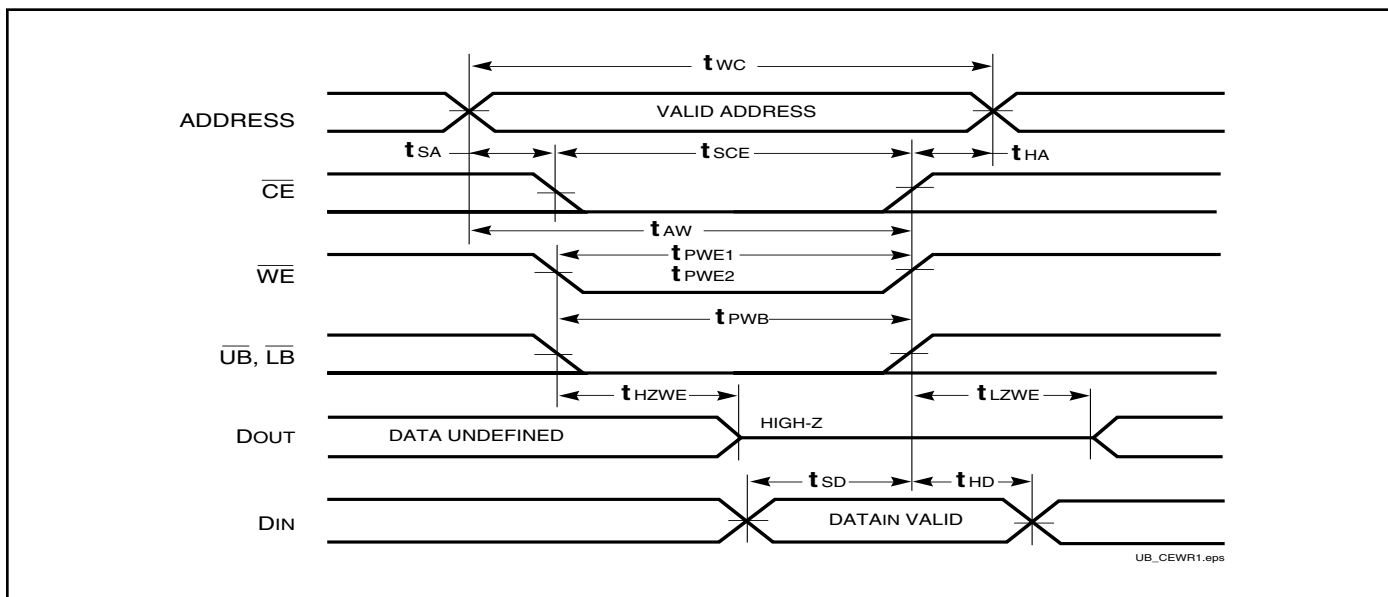 tWC
ADDRESS
VALID ADDRESS
tSA
tSCE
tHA
CE
tAW
tPWE1
WE
tPWE2
tPWB
UB, LB
tHZWE
tLZWE
DOUT
DATA UNDEFINED
HIGH-Z
tSD
tHD
DIN
DATAIN VALID
UB_CEWR1.eps